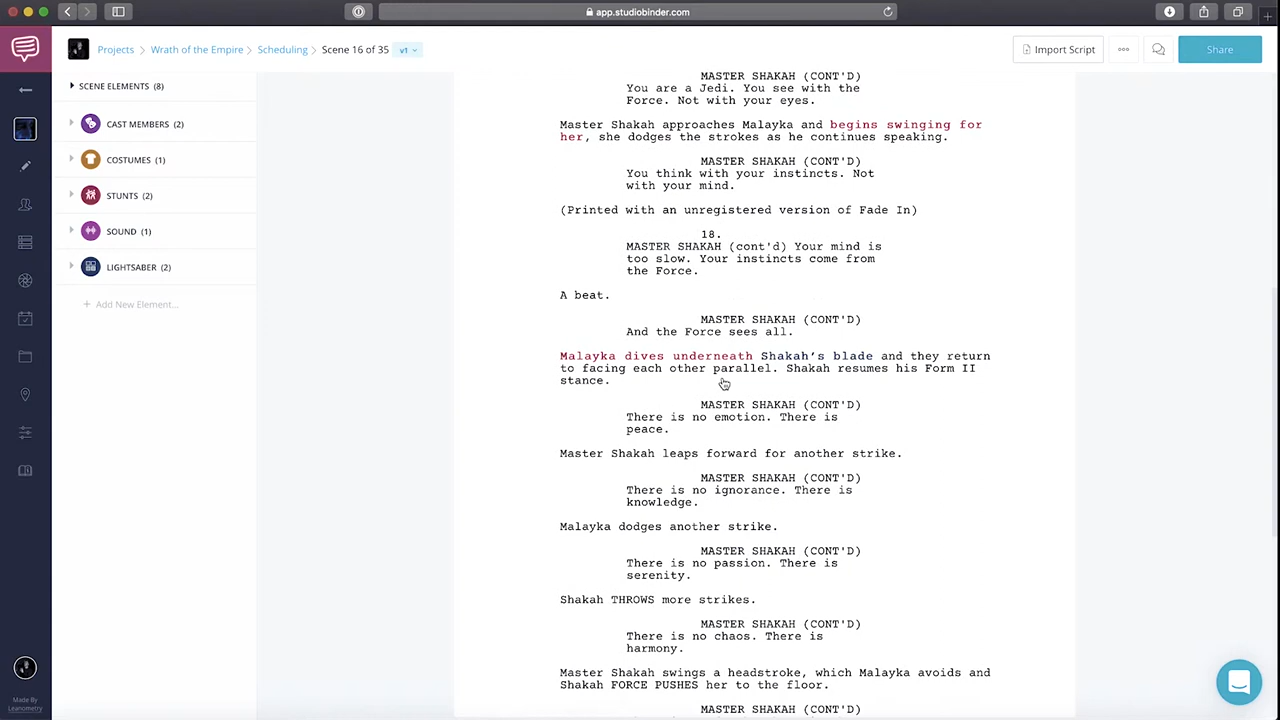 app.studiobinder.com
Projects > Wrath of the Empire > Scheduling > Scene 16 of 35 v1
Import Script
Share
SCENE ELEMENTS (8)
CAST MEMBERS (2)
COSTUMES (1)
STUNTS (2)
SOUND (1)
LIGHTSABER (2)
+ Add New Element...
MASTER SHAKAH (CONT'D)
You are a Jedi. You see with the
Force. Not with your eyes.
Master Shakah approaches Malayka and begins swinging for
her, she dodges the strokes as he continues speaking.
MASTER SHAKAH (CONT'D)
You think with your instincts. Not
with your mind.
(Printed with an unregistered version of Fade In)
18.
MASTER SHAKAH (cont'd) Your mind is
too slow. Your instincts come from
the Force.
A beat.
MASTER SHAKAH (CONT'D)
And the Force sees all.
Malayka dives underneath Shakah's blade and they return
to facing each other parallel. Shakah resumes his Form II
stance.
MASTER SHAKAH (CONT'D)
There is no emotion. There is
peace.
Master Shakah leaps forward for another strike.
MASTER SHAKAH (CONT'D)
There is no ignorance. There is
knowledge.
Malayka dodges another strike.
MASTER SHAKAH (CONT'D)
There is no passion. There is
serenity.
Shakah THROWS more strikes.
MASTER SHAKAH (CONT'D)
There is no chaos. There is
harmony.
Master Shakah swings a headstroke, which Malayka avoids and
Shakah FORCE PUSHES her to the floor.
MASTER SHAKAH (CONT'D)
Made By
Leanometry